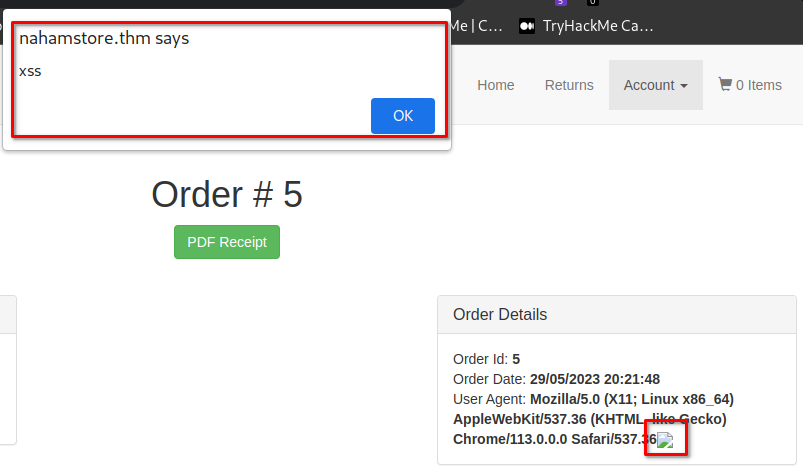 5 0
Me | C… TryHackMe Ca…
nahamstore.thm says
xss
OK
Home Returns Account 0 Items
Order # 5
PDF Receipt
Order Details
Order Id: 5
Order Date: 29/05/2023 20:21:48
User Agent: Mozilla/5.0 (X11; Linux x86_64)
AppleWebKit/537.36 (KHTML, like Gecko)
Chrome/113.0.0.0 Safari/537.36